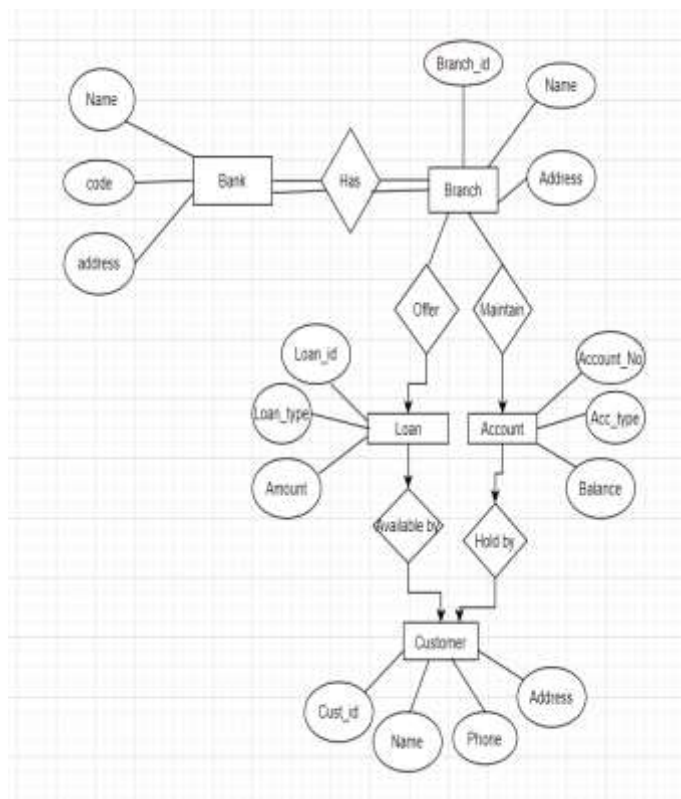 Branch_id
Name
Name
Bank
Has
Branch
code
Address
address
Offer
Maintain
Loan_id
Account_No
Loan_type
Acc_type
Loan
Account
Amount
Balance
Available by
Hold by
Customer
Cust_id
Address
Name
Phone